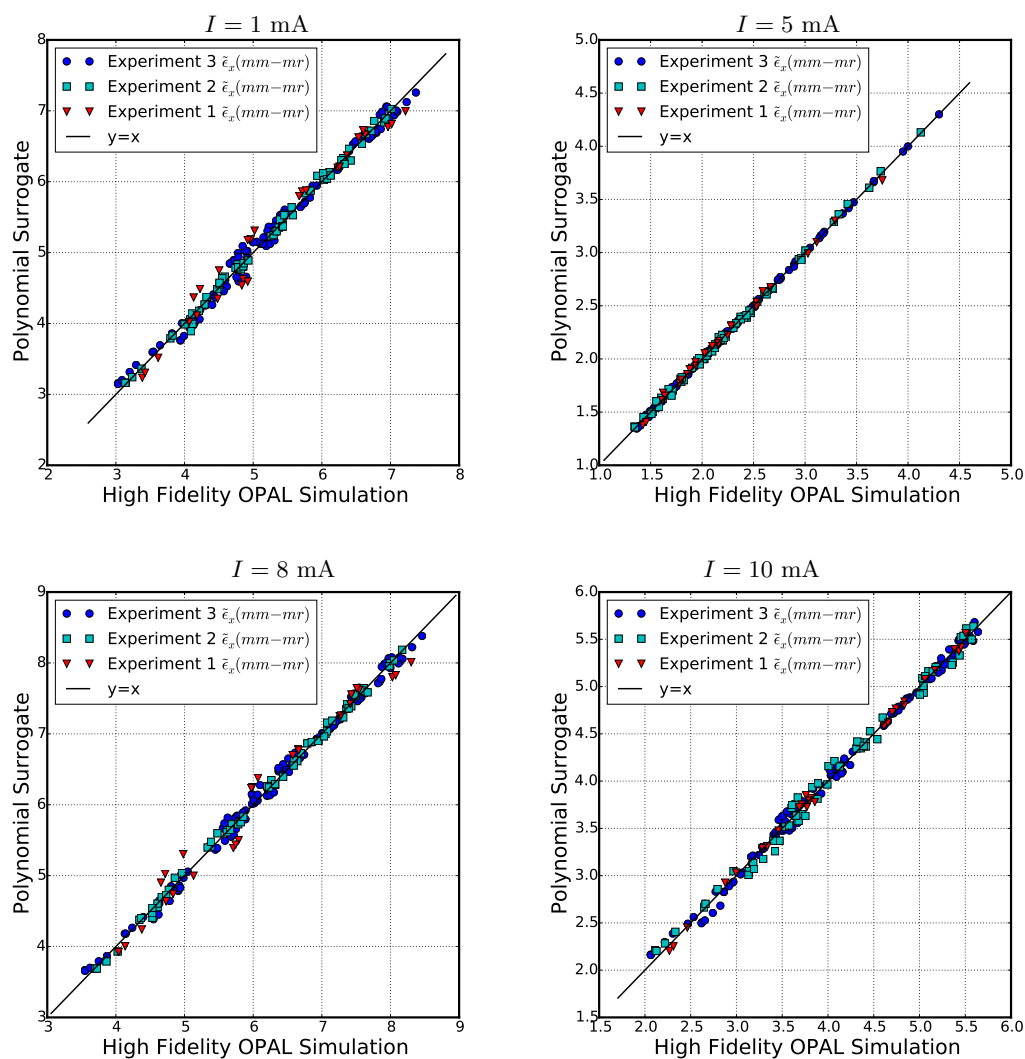 I = 1 mA
8
7
6
5
4
3
2
2 3 4 5 6 7 8
Polynomial Surrogate
High Fidelity OPAL Simulation
Experiment 3 ε̃ₓ(mm−mr)
Experiment 2 ε̃ₓ(mm−mr)
Experiment 1 ε̃ₓ(mm−mr)
y=x
I = 5 mA
5.0
4.5
4.0
3.5
3.0
2.5
2.0
1.5
1.0
1.0 1.5 2.0 2.5 3.0 3.5 4.0 4.5 5.0
Polynomial Surrogate
High Fidelity OPAL Simulation
Experiment 3 ε̃ₓ(mm−mr)
Experiment 2 ε̃ₓ(mm−mr)
Experiment 1 ε̃ₓ(mm−mr)
y=x
I = 8 mA
9
8
7
6
5
4
3
3 4 5 6 7 8 9
Polynomial Surrogate
High Fidelity OPAL Simulation
Experiment 3 ε̃ₓ(mm−mr)
Experiment 2 ε̃ₓ(mm−mr)
Experiment 1 ε̃ₓ(mm−mr)
y=x
I = 10 mA
6.0
5.5
5.0
4.5
4.0
3.5
3.0
2.5
2.0
1.5
1.5 2.0 2.5 3.0 3.5 4.0 4.5 5.0 5.5 6.0
Polynomial Surrogate
High Fidelity OPAL Simulation
Experiment 3 ε̃ₓ(mm−mr)
Experiment 2 ε̃ₓ(mm−mr)
Experiment 1 ε̃ₓ(mm−mr)
y=x